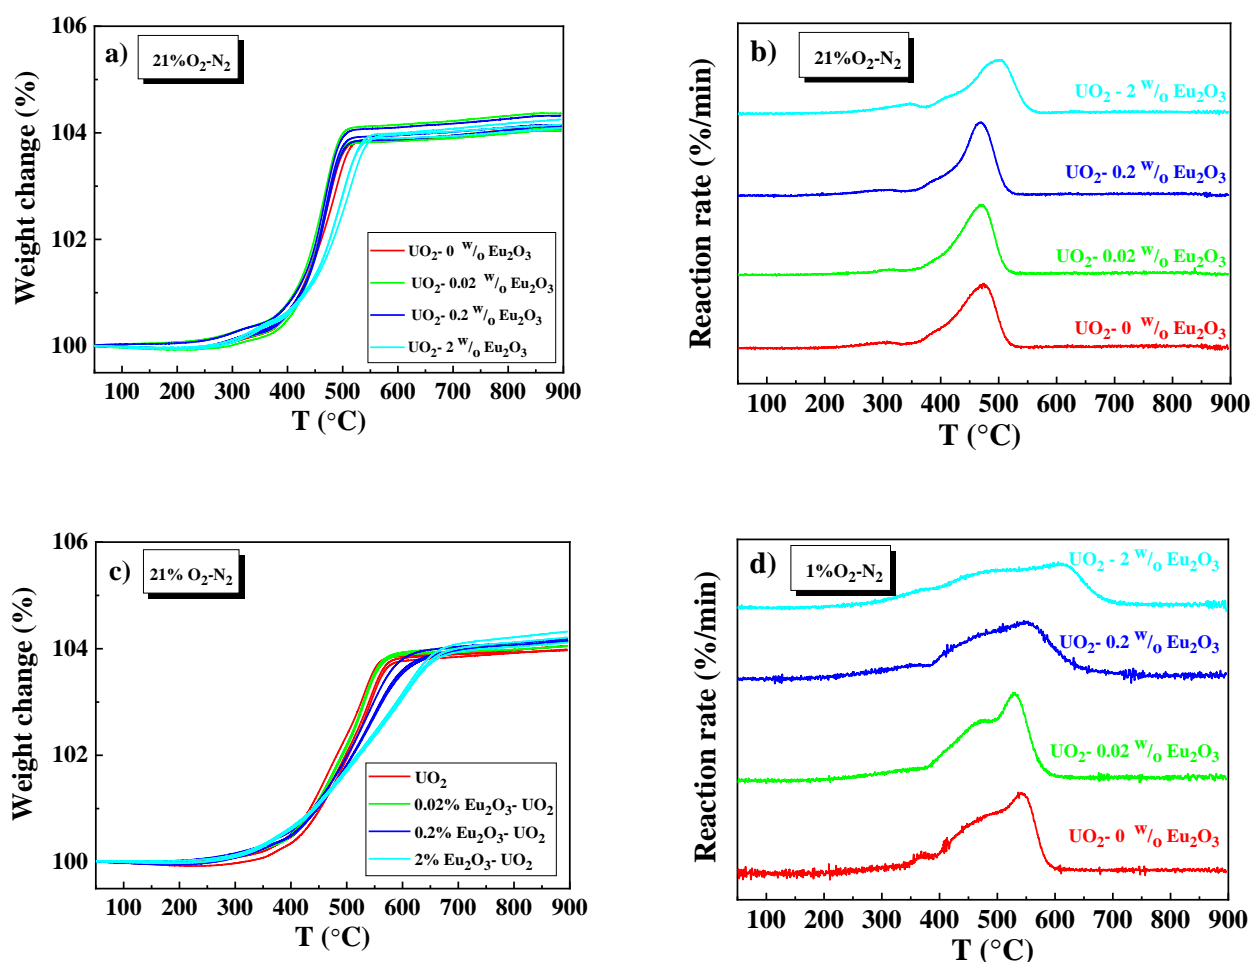 a)
21%O₂-N₂
Weight change (%)
106
104
102
100
UO₂- 0 ʷ/ₒ Eu₂O₃
UO₂- 0.02 ʷ/ₒ Eu₂O₃
UO₂- 0.2 ʷ/ₒ Eu₂O₃
UO₂- 2 ʷ/ₒ Eu₂O₃
100 200 300 400 500 600 700 800 900
T (°C)
b)
21%O₂-N₂
Reaction rate (%/min)
UO₂ - 2 ʷ/ₒ Eu₂O₃
UO₂- 0.2 ʷ/ₒ Eu₂O₃
UO₂- 0.02 ʷ/ₒ Eu₂O₃
UO₂- 0 ʷ/ₒ Eu₂O₃
100 200 300 400 500 600 700 800 900
T (°C)
c)
21% O₂-N₂
Weight change (%)
106
104
102
100
UO₂
0.02% Eu₂O₃- UO₂
0.2% Eu₂O₃- UO₂
2% Eu₂O₃- UO₂
100 200 300 400 500 600 700 800 900
T (°C)
d)
1%O₂-N₂
Reaction rate (%/min)
UO₂ - 2 ʷ/ₒ Eu₂O₃
UO₂- 0.2 ʷ/ₒ Eu₂O₃
UO₂- 0.02 ʷ/ₒ Eu₂O₃
UO₂- 0 ʷ/ₒ Eu₂O₃
100 200 300 400 500 600 700 800 900
T (°C)